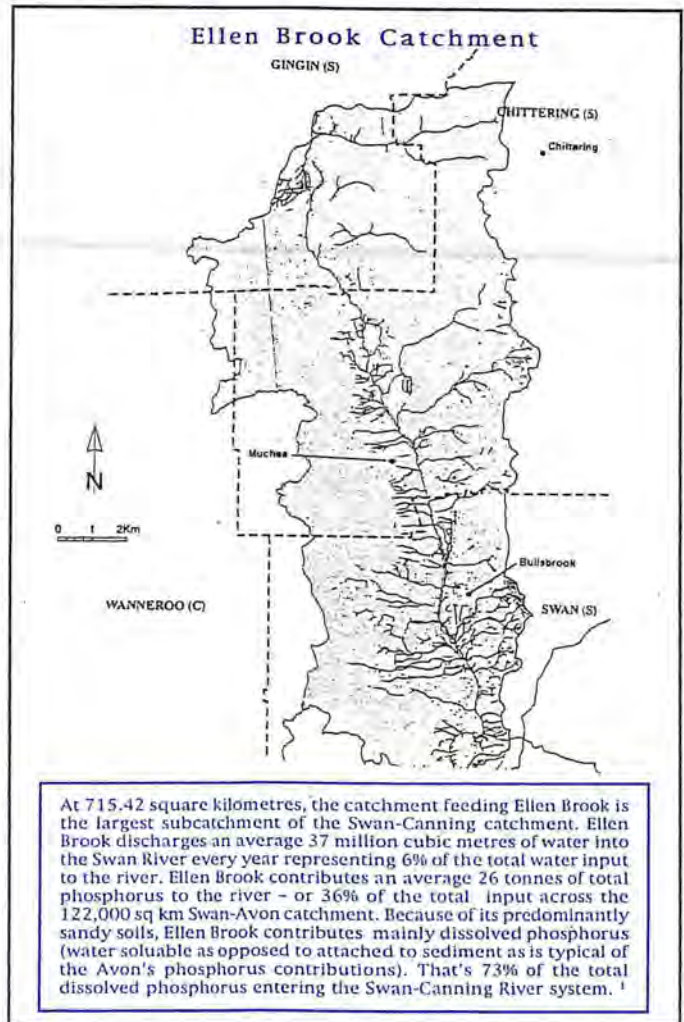 Ellen Brook Catchment
GINGIN (S)
CHITTERING (S)
Chittering
Muchea
N
0 1 2Km
Bullsbrook
WANNEROO (C)
SWAN (S)
At 715.42 square kilometres, the catchment feeding Ellen Brook is
the largest subcatchment of the Swan-Canning catchment. Ellen
Brook discharges an average 37 million cubic metres of water into
the Swan River every year representing 6% of the total water input
to the river. Ellen Brook contributes an average 26 tonnes of total
phosphorus to the river – or 36% of the total input across the
122,000 sq km Swan-Avon catchment. Because of its predominantly
sandy soils, Ellen Brook contributes mainly dissolved phosphorus
(water soluable as opposed to attached to sediment as is typical of
the Avon's phosphorus contributions). That's 73% of the total
dissolved phosphorus entering the Swan-Canning River system. 1